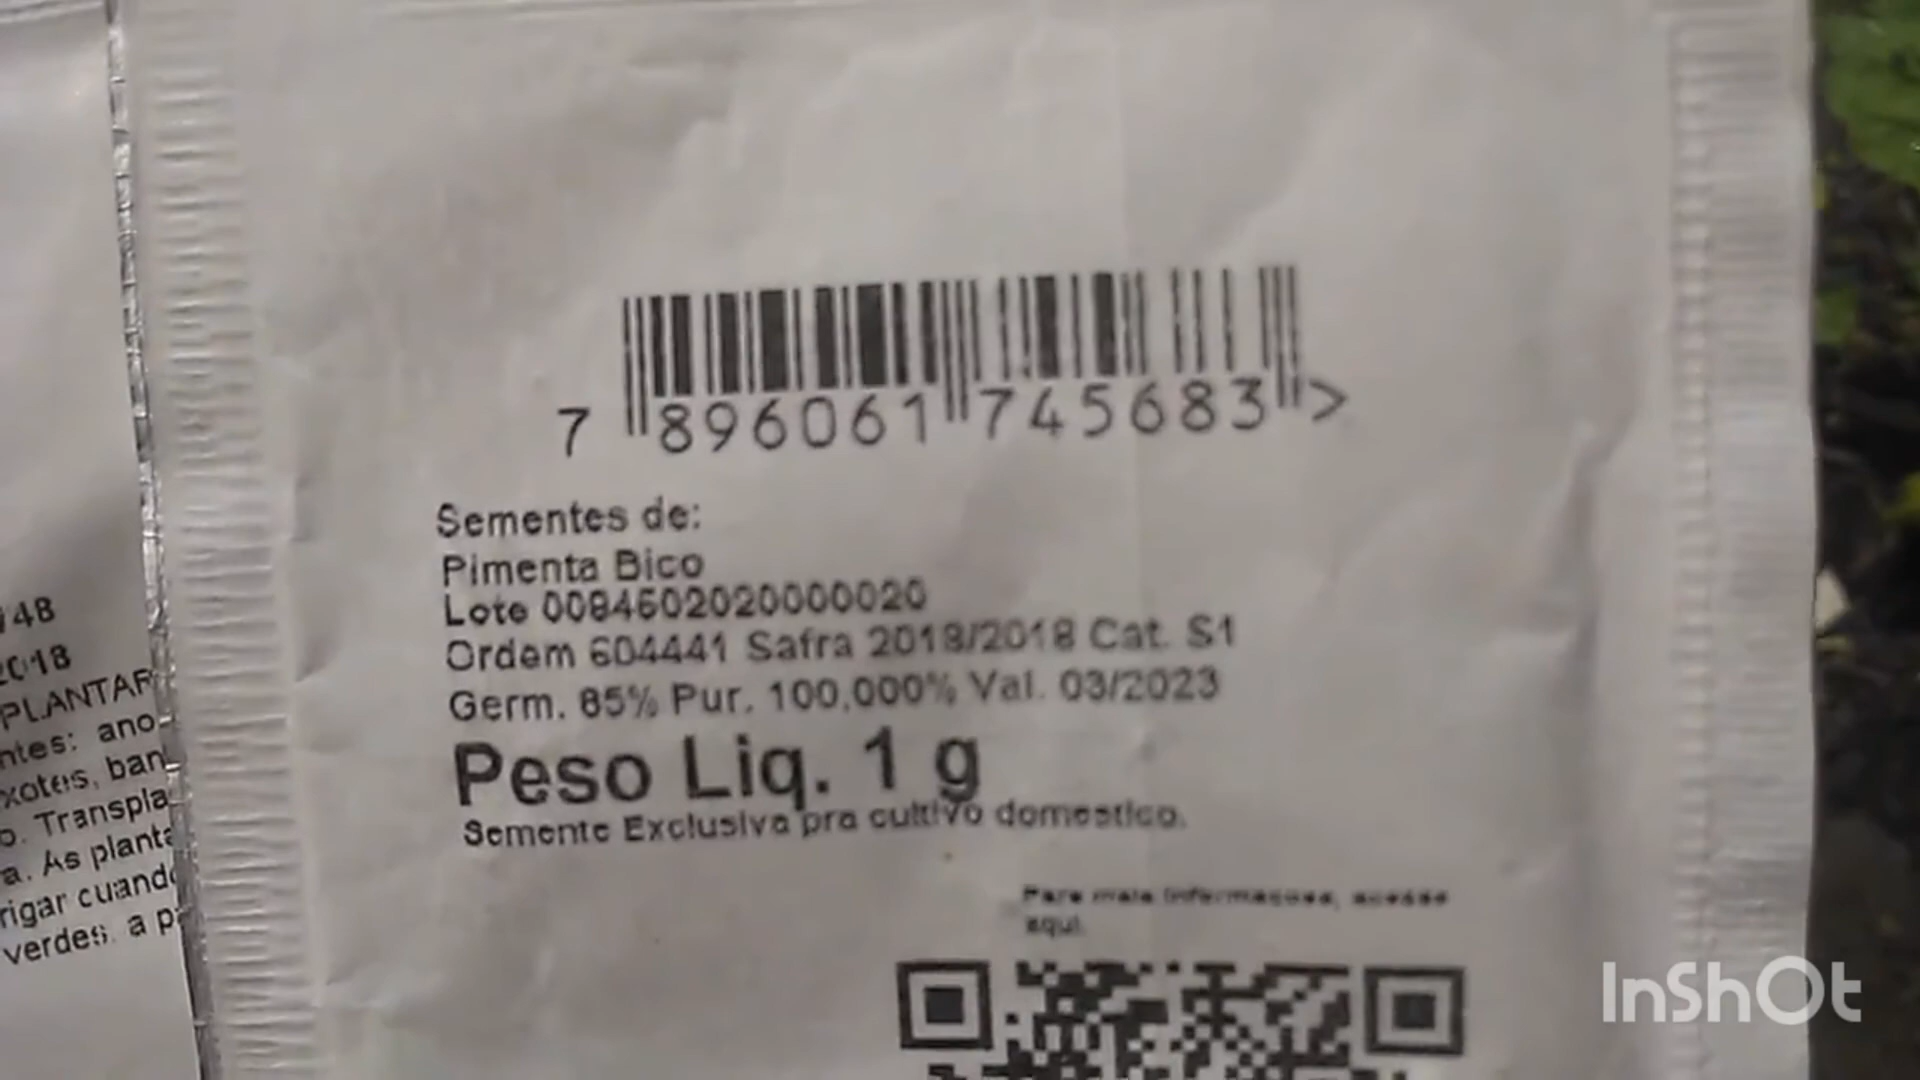 7 896061 745683 >
Sementes de:
Pimenta Bico
Lote 0084602020000020
Ordem 604441 Safra 2018/2018 Cat. S1
Germ. 85% Pur. 100,000% Val. 03/2023
Peso Liq. 1 g
Semente Exclusiva pra cultivo domestico.
Para mais informacoes, acesse
aqui.
748
2018
PLANTAR
ntes: ano-
xotes, ban
o. Transpla
a. As planta
rigar cuando
verdes. a p
InShOt